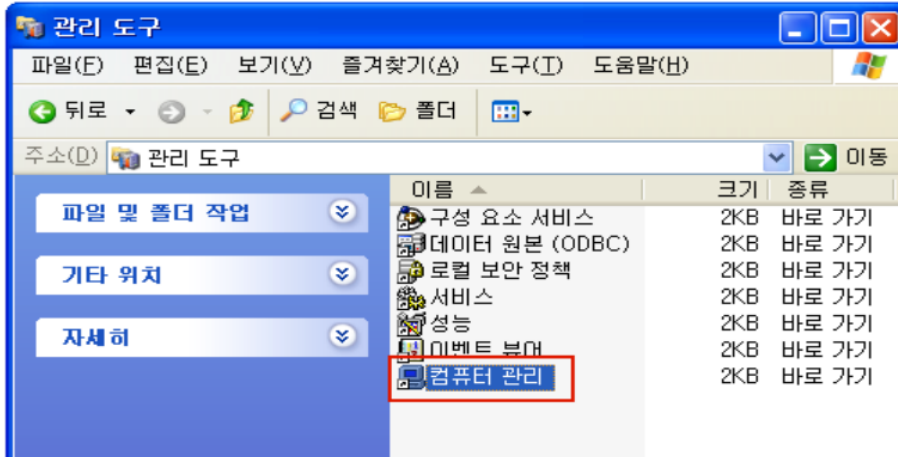 관리 도구
파일(F) 편집(E) 보기(V) 즐겨찾기(A) 도구(T) 도움말(H)
뒤로 검색 폴더
주소(D) 관리 도구 이동
이름 크기 종류
파일 및 폴더 작업
기타 위치
자세히
구성 요소 서비스 2KB 바로 가기
데이터 원본 (ODBC) 2KB 바로 가기
로컬 보안 정책 2KB 바로 가기
서비스 2KB 바로 가기
성능 2KB 바로 가기
이벤트 뷰어 2KB 바로 가기
컴퓨터 관리 2KB 바로 가기